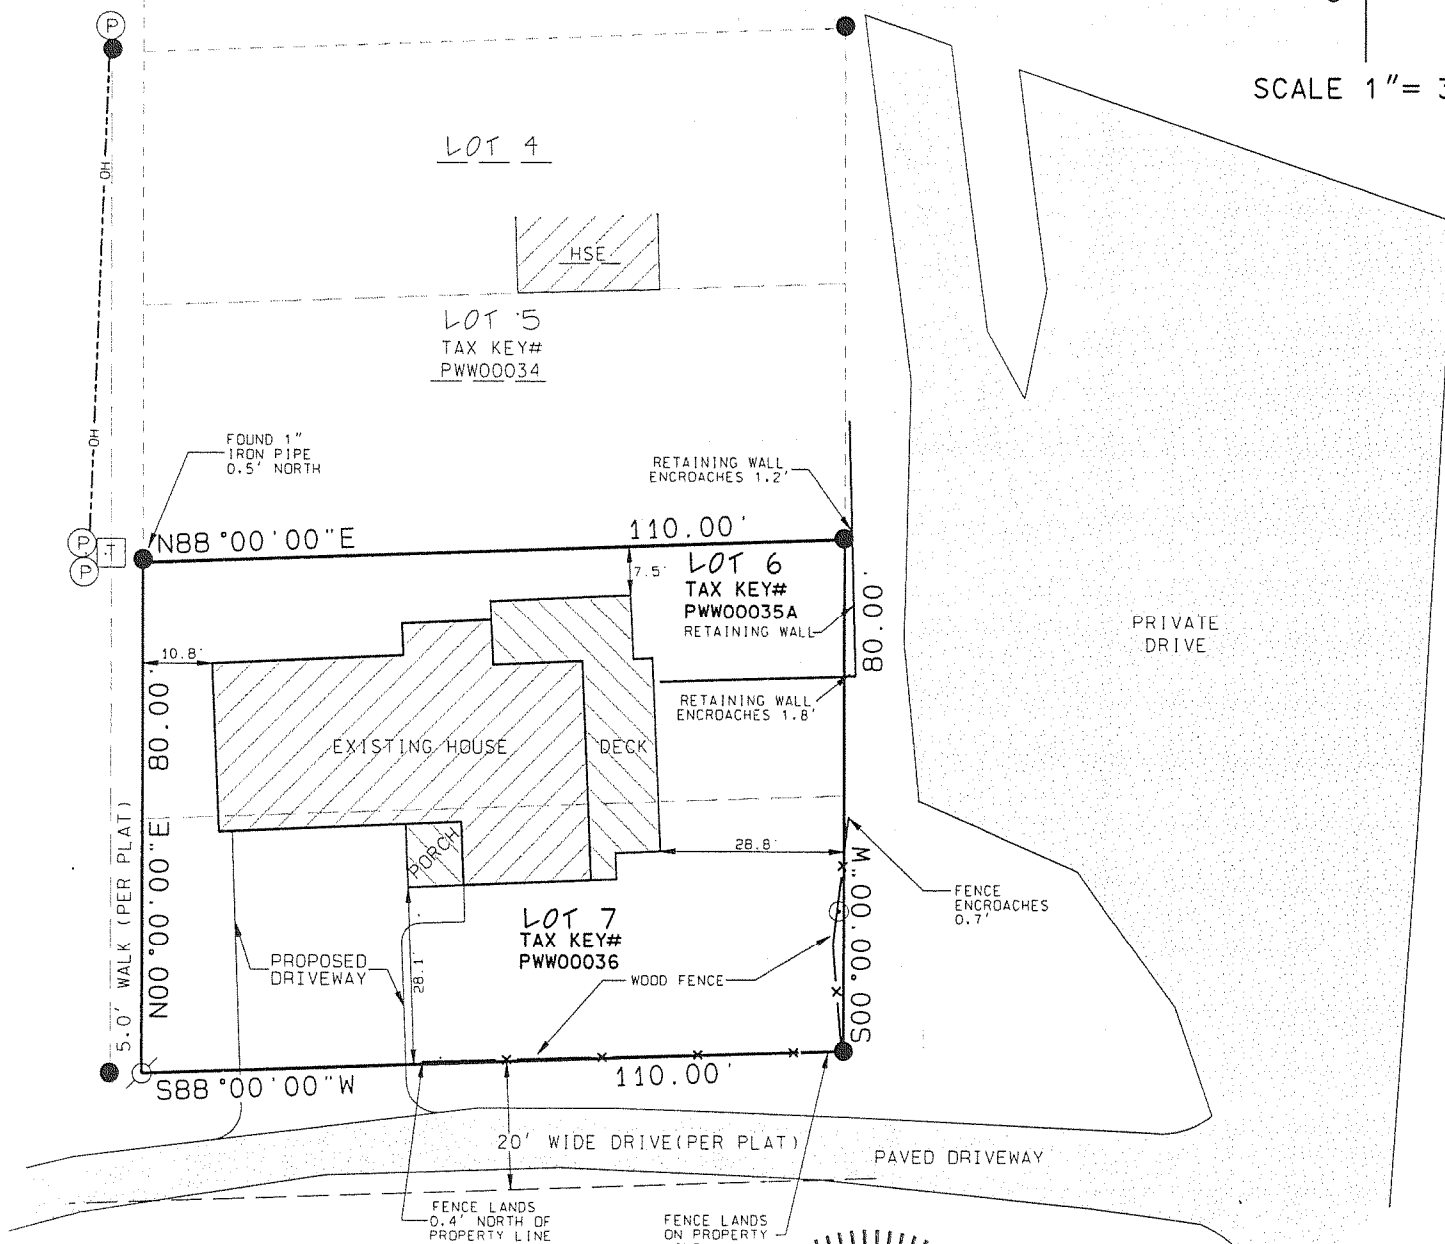 P
SCALE 1"= 3
OH
LOT 4
HSE
LOT 5
TAX KEY#
PWW00034
OH
FOUND 1"
IRON PIPE
0.5' NORTH
RETAINING WALL
ENCROACHES 1.2'
P
T
P
N88°00'00"E
110.00'
7.5'
LOT 6
TAX KEY#
PWW00035A
RETAINING WALL
80.00'
PRIVATE
DRIVE
10.8'
80.00'
RETAINING WALL
ENCROACHES 1.8'
EXISTING HOUSE
DECK
PORCH
28.8'
5.0' WALK (PER PLAT)
N00°00'00"E
S00°00'00"W
FENCE
ENCROACHES
0.7'
LOT 7
TAX KEY#
PWW00036
PROPOSED
DRIVEWAY
28.1'
WOOD FENCE
S88°00'00"W
110.00'
20' WIDE DRIVE(PER PLAT)
PAVED DRIVEWAY
FENCE LANDS
0.4' NORTH OF
PROPERTY LINE
FENCE LANDS
ON PROPERTY